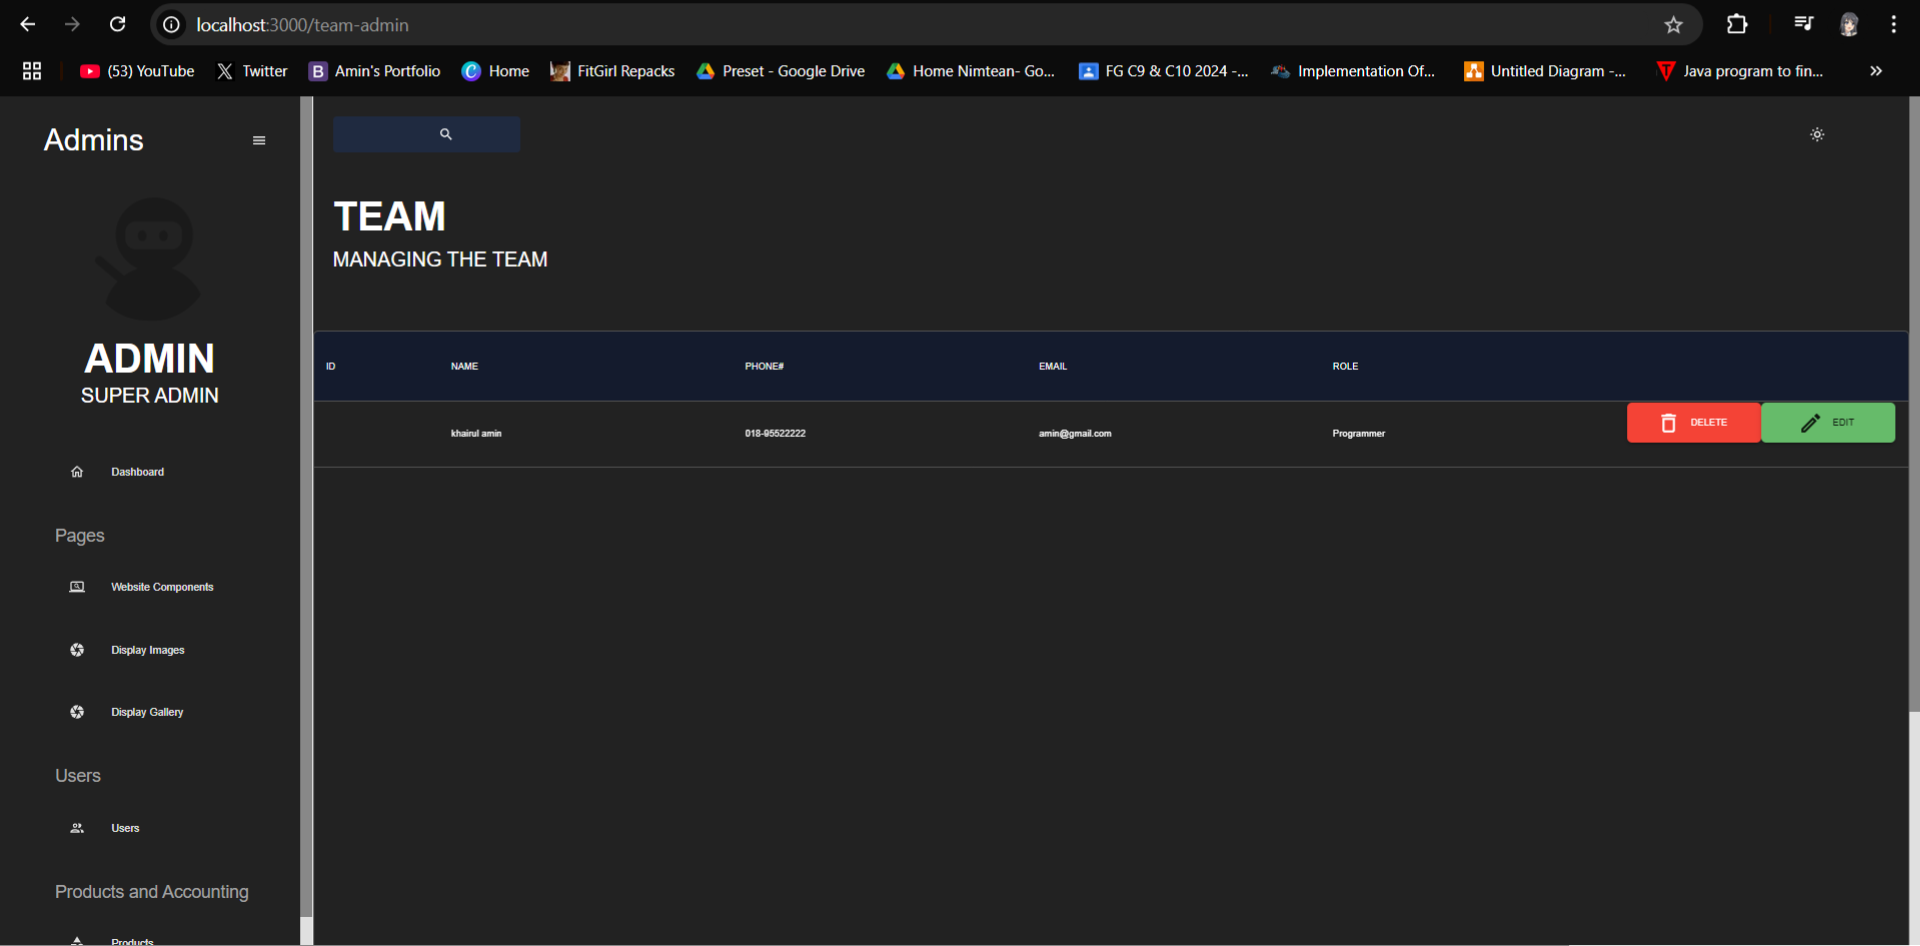 localhost:3000/team-admin
(53) YouTube
Twitter
Amin's Portfolio
Home
FitGirl Repacks
Preset - Google Drive
Home Nimtean- Go...
FG C9 & C10 2024 -...
Implementation Of...
Untitled Diagram -...
Java program to fin...
Admins
ADMIN
SUPER ADMIN
Dashboard
Pages
Website Components
Display Images
Display Gallery
Users
Users
Products and Accounting
Products
TEAM
MANAGING THE TEAM
ID NAME PHONE# EMAIL ROLE
khairul amin 018-95522222 amin@gmail.com Programmer DELETE EDIT